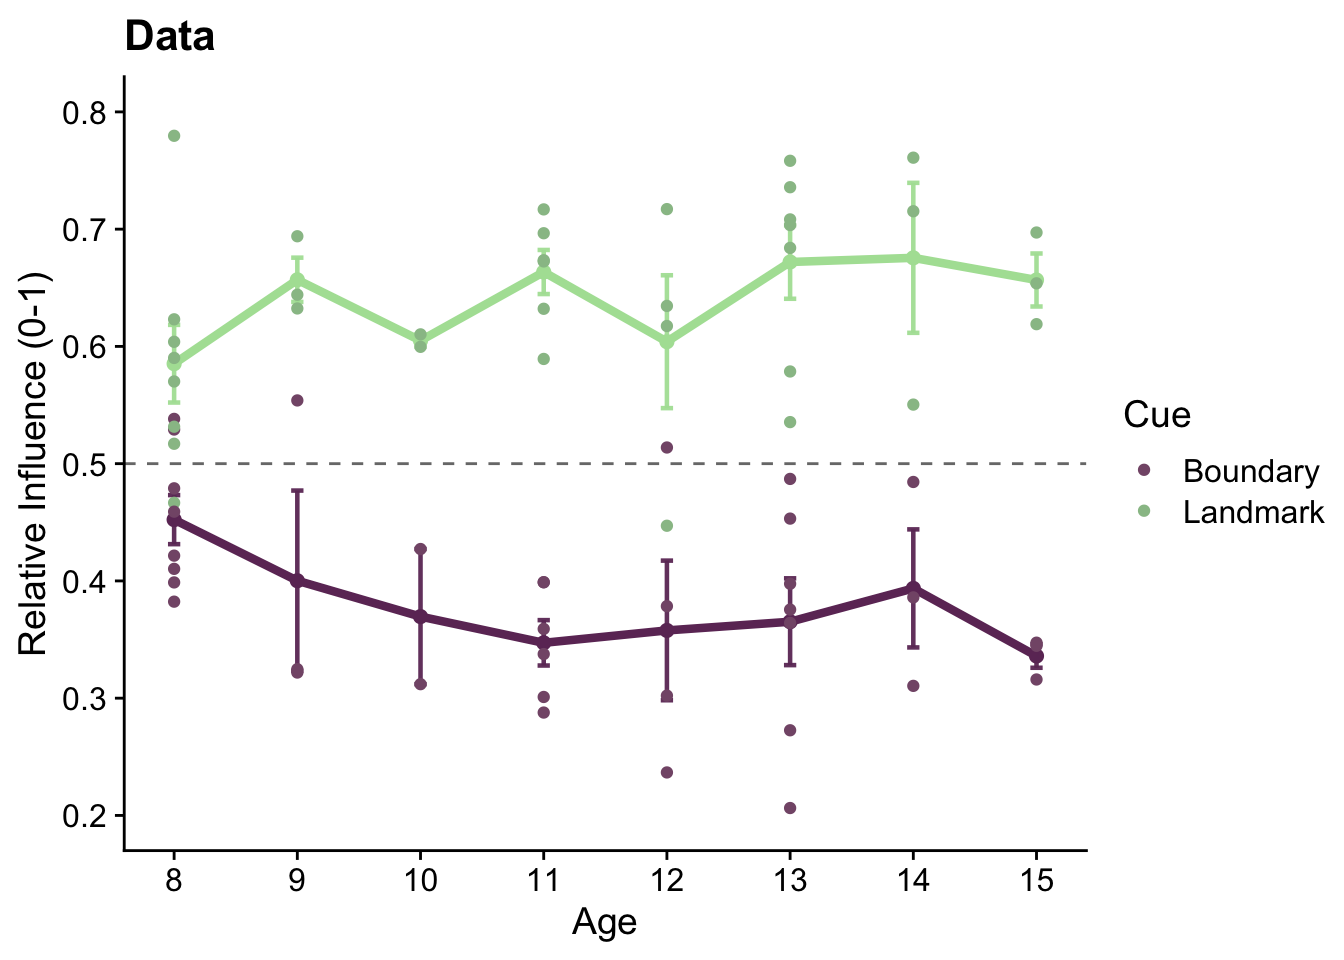 Data
Relative Influence (0-1)
0.8
0.7
0.6
0.5
0.4
0.3
0.2
8 9 10 11 12 13 14 15
Age
Cue
Boundary
Landmark